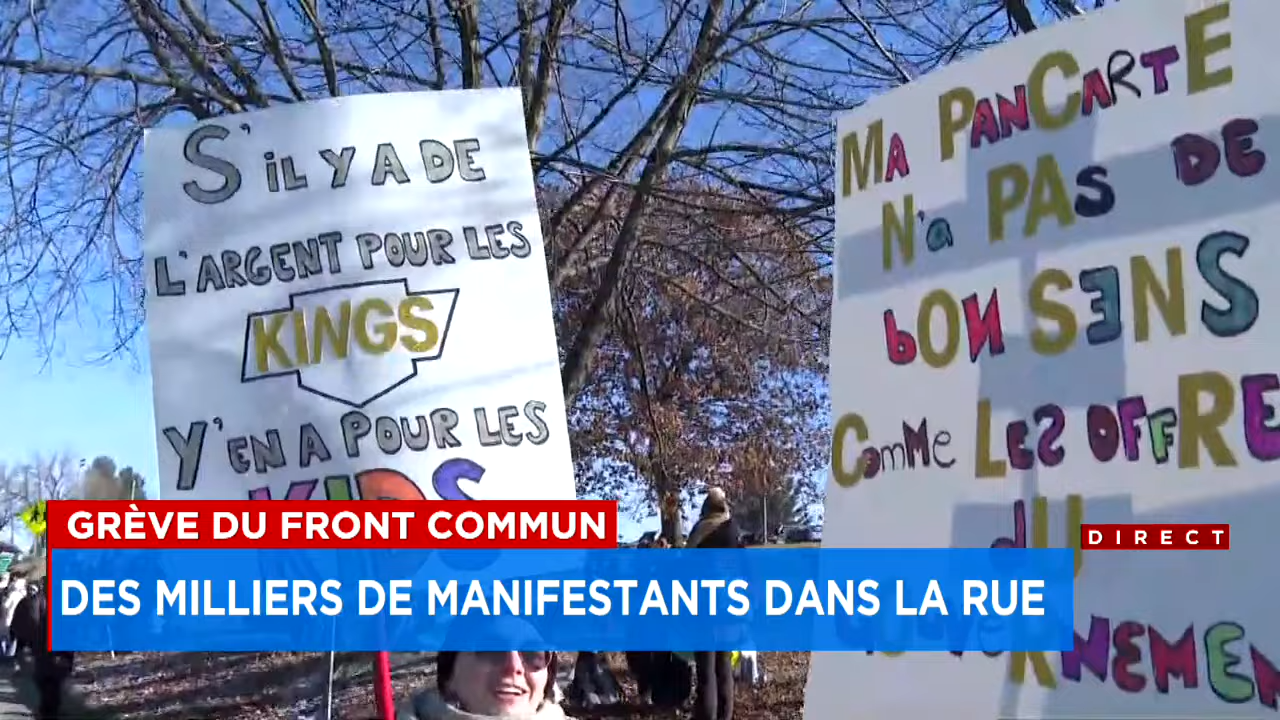 S'IL Y A DE
L'ARGENT POUR LES
KINGS
Y'EN A POUR LES
KIDS
MA PANCARTE
N'A PAS DE
bON SENS
COMME LES OFFRE
dU
GRÈVE DU FRONT COMMUN
DIRECT
DES MILLIERS DE MANIFESTANTS DANS LA RUE